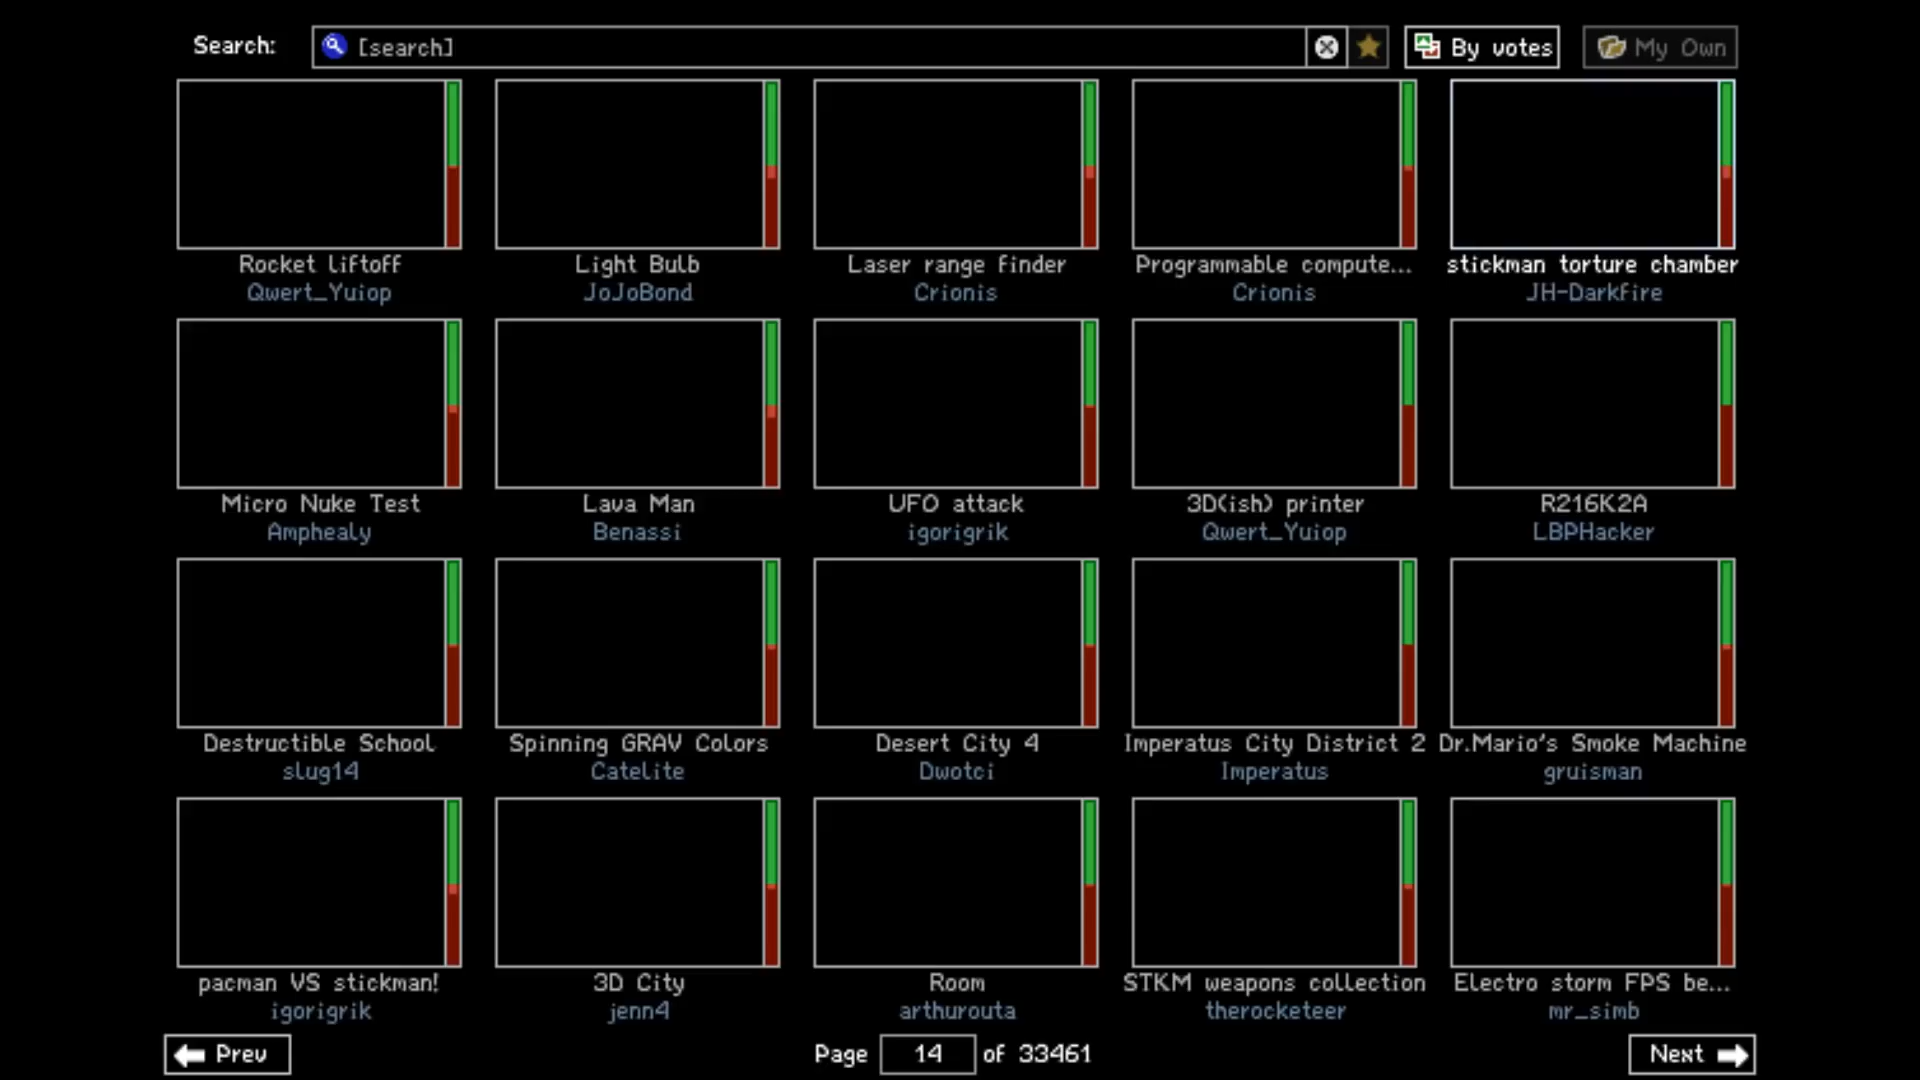 Search: [search] By votes My Own
Rocket liftoff Light Bulb Laser range finder Programmable compute... stickman torture chamber
Qwert_Yuiop JoJoBond Crionis Crionis JH-Darkfire
Micro Nuke Test Lava Man UFO attack 3D(ish) printer R216K2A
Amphealy Benassi igorigrik Qwert_Yuiop LBPHacker
Destructible School Spinning GRAV Colors Desert City 4 Imperatus City District 2 Dr.Mario's Smoke Machine
slug14 Catelite Dwotci Imperatus gruisman
pacman VS stickman! 3D City Room STKM weapons collection Electro storm FPS be...
igorigrik jenn4 arthurouta therocketeer mr_simb
Prev Page 14 of 33461 Next